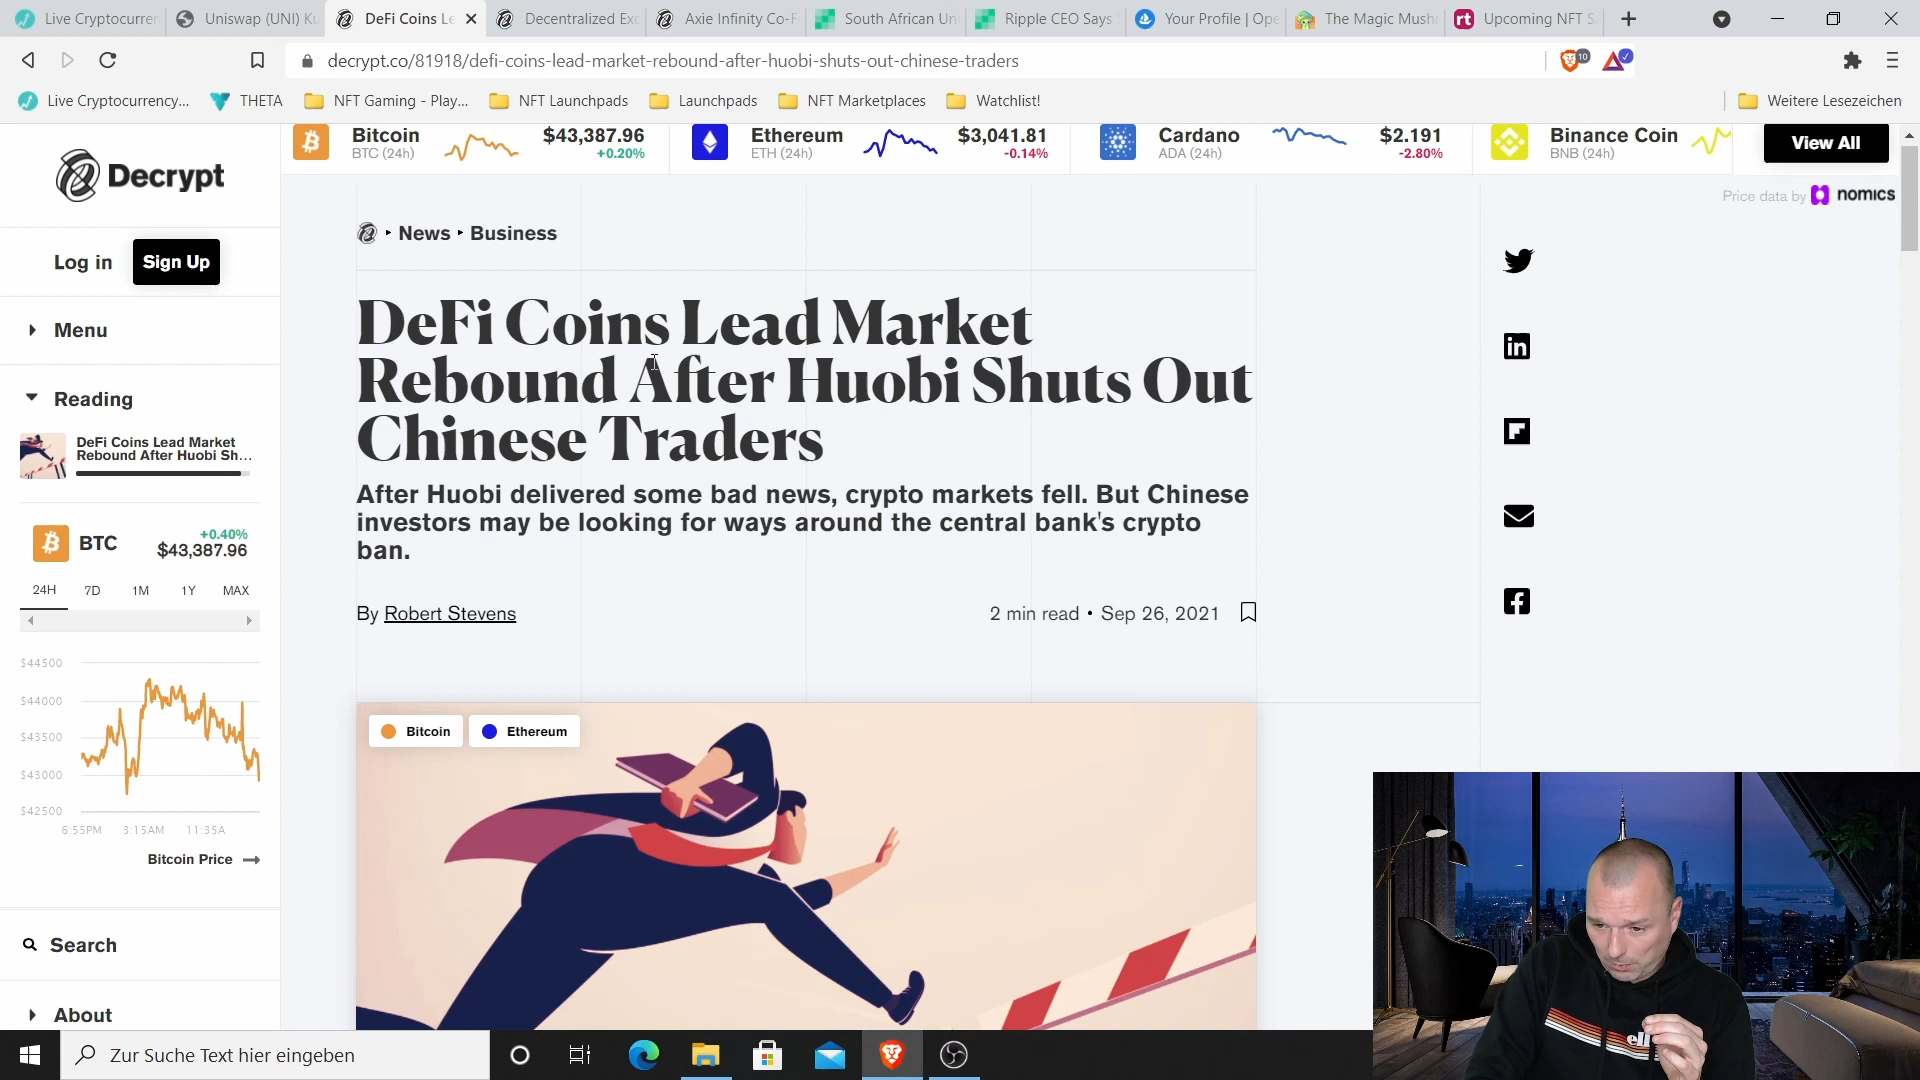 Live Cryptocurrer
Uniswap (UNI) Ku
DeFi Coins Le
Decentralized Exc
Axie Infinity Co-F
South African Un
Ripple CEO Says
Your Profile | Ope
The Magic Mush
Upcoming NFT S
decrypt.co/81918/defi-coins-lead-market-rebound-after-huobi-shuts-out-chinese-traders
10
Live Cryptocurrency...
THETA
NFT Gaming - Play...
NFT Launchpads
Launchpads
NFT Marketplaces
Watchlist!
Weitere Lesezeichen
Bitcoin
BTC (24h)
$43,387.96
+0.20%
Ethereum
ETH (24h)
$3,041.81
-0.14%
Cardano
ADA (24h)
$2.191
-2.80%
Binance Coin
BNB (24h)
View All
Price data by nomics
Decrypt
Log in
Sign Up
Menu
Reading
DeFi Coins Lead Market
Rebound After Huobi Sh...
BTC
+0.40%
$43,387.96
24H 7D 1M 1Y MAX
$44500
$44000
$43500
$43000
$42500
6:55PM 3:15AM 11:35A
Bitcoin Price
Search
About
News
Business
DeFi Coins Lead Market
Rebound After Huobi Shuts Out
Chinese Traders
After Huobi delivered some bad news, crypto markets fell. But Chinese
investors may be looking for ways around the central bank's crypto
ban.
By Robert Stevens
2 min read • Sep 26, 2021
Bitcoin
Ethereum
Zur Suche Text hier eingeben